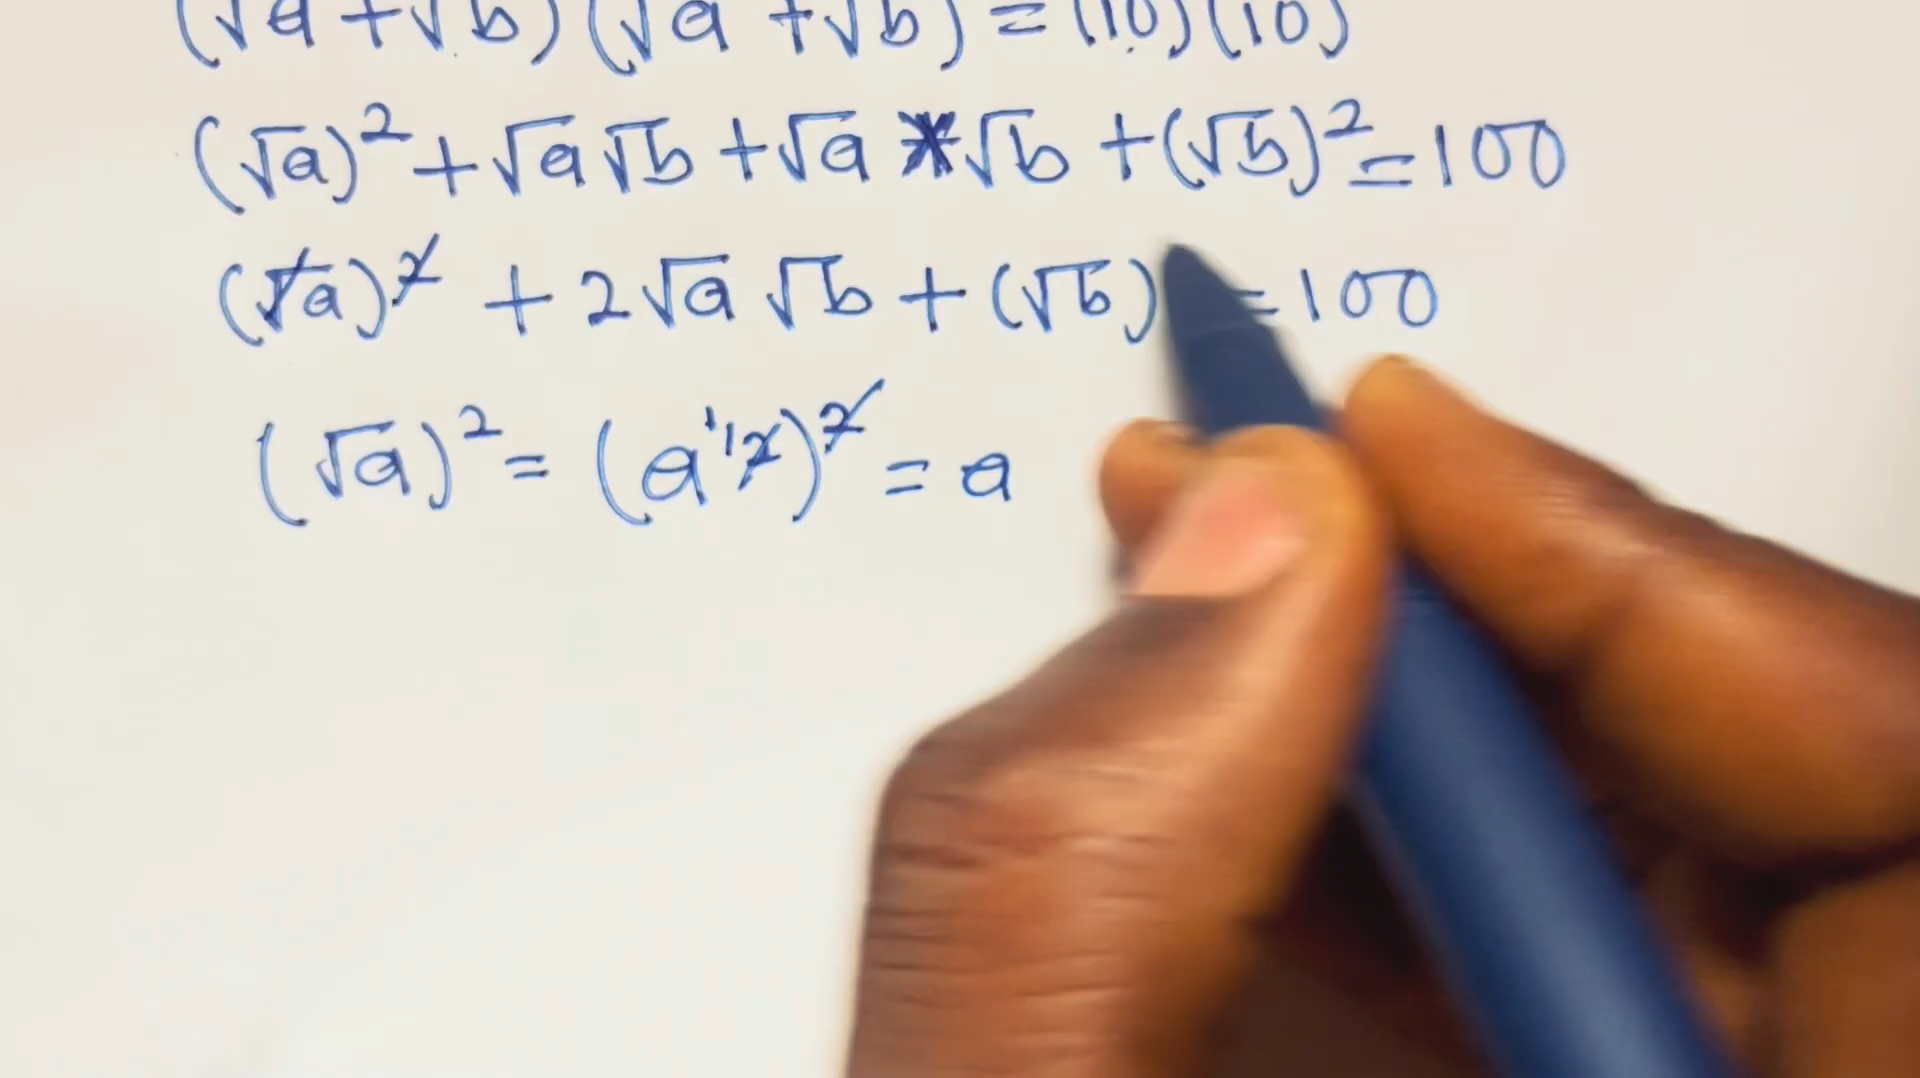 (√a + √b)(√a + √b) = (10)(10)
(√a)² + √a √b + √a * √b + (√b)² = 100
(√a)² + 2√a √b + (√b) = 100
(√a)² = (a^1/2)² = a